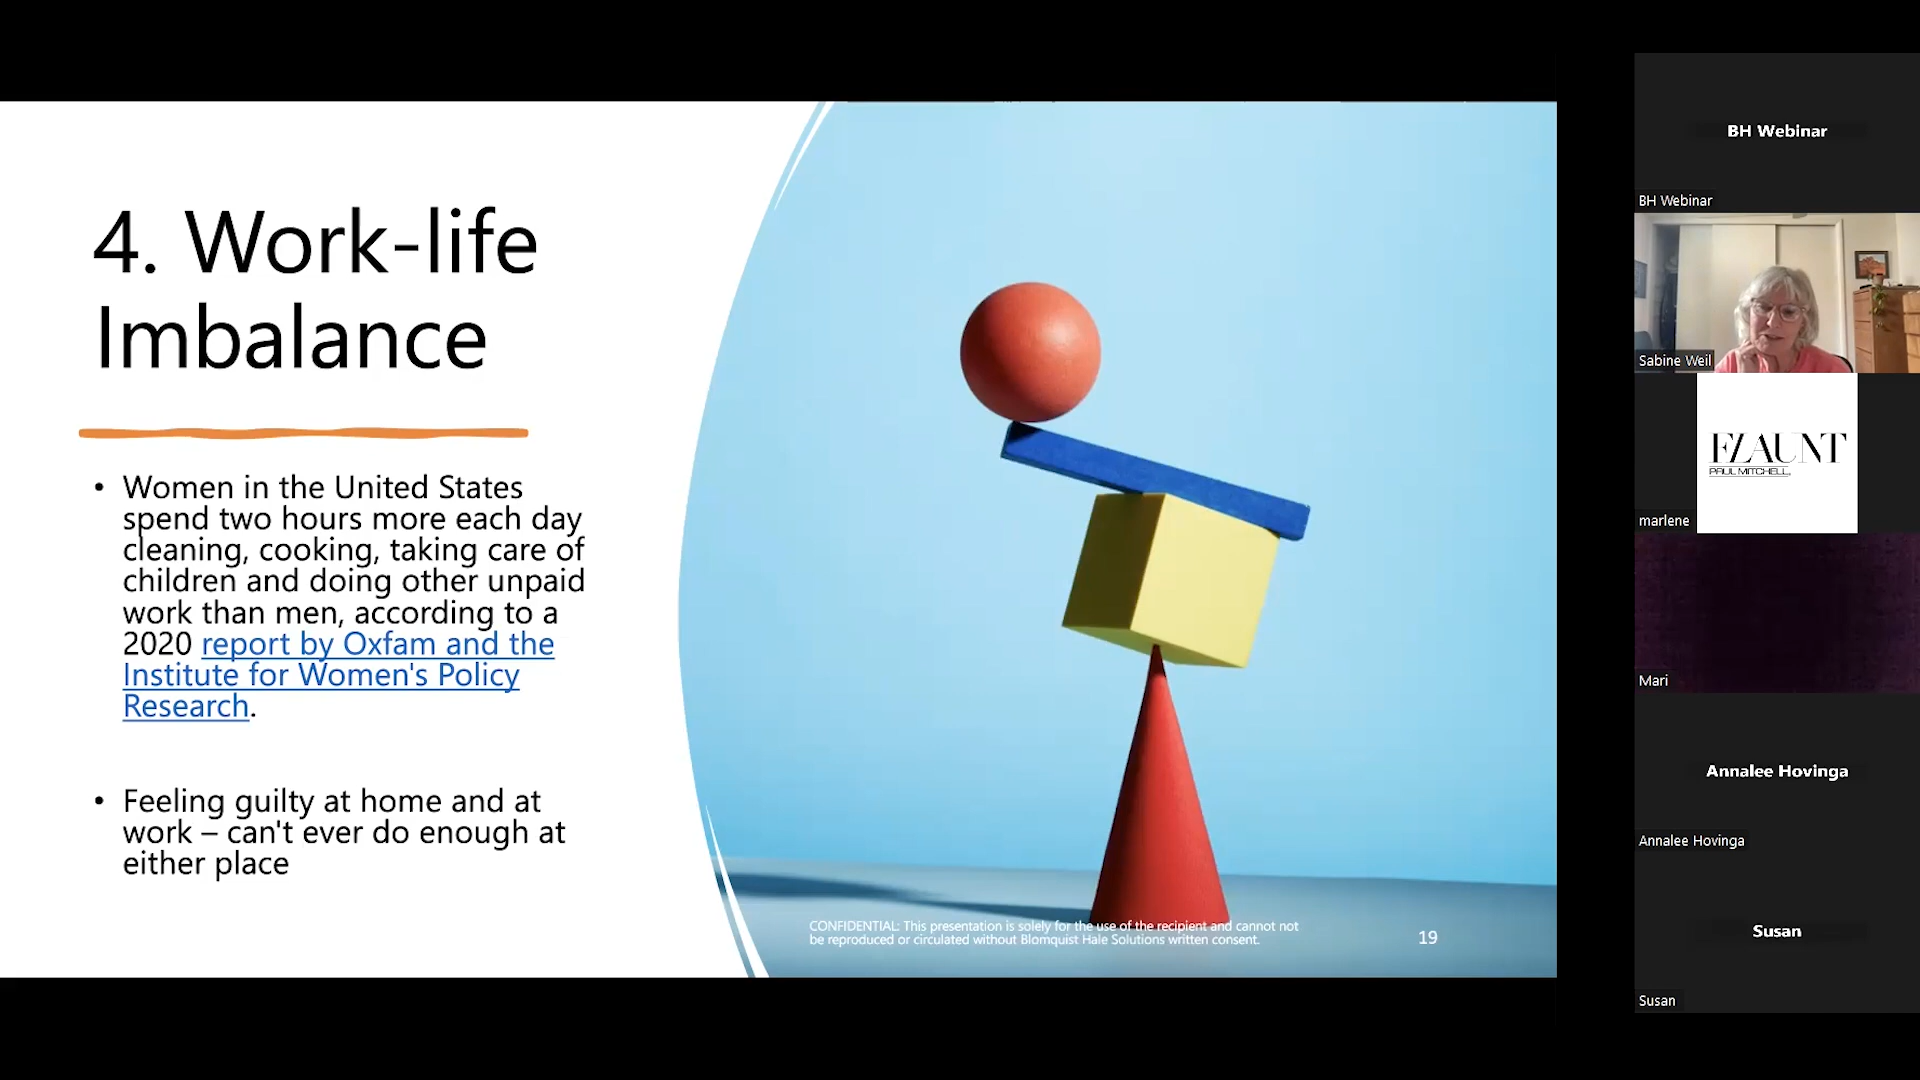 4. Work-life
Imbalance
• Women in the United States
spend two hours more each day
cleaning, cooking, taking care of
children and doing other unpaid
work than men, according to a
2020 report by Oxfam and the
Institute for Women's Policy
Research.
• Feeling guilty at home and at
work – can't ever do enough at
either place
CONFIDENTIAL: This presentation is solely for the use of the recipient and cannot not
be reproduced or circulated without Blomquist Hale Solutions written consent.
19
BH Webinar
BH Webinar
Sabine Weil
FLAUNT
PAUL MITCHELL
marlene
Mari
Annalee Hovinga
Annalee Hovinga
Susan
Susan